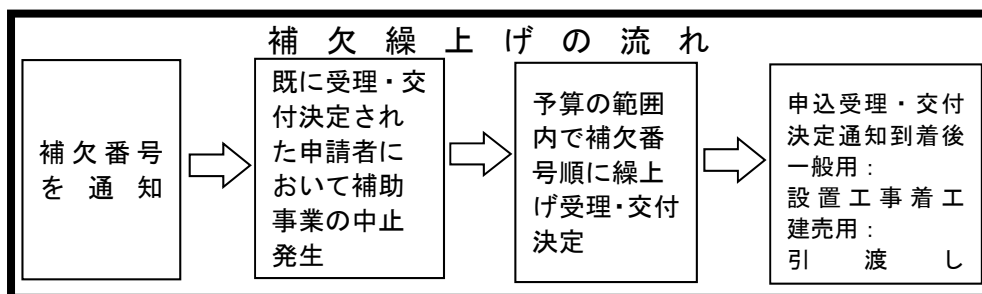 補欠繰上げの流れ
補欠番号
を通知
既に受理・交
付決定され
た申請者に
おいて補助
事業の中止
発生
予算の範囲
内で補欠番
号順に繰上
げ受理・交付
決定
申込受理・交付
決定通知到着後
一般用：
設置工事着工
建売用：
引渡し